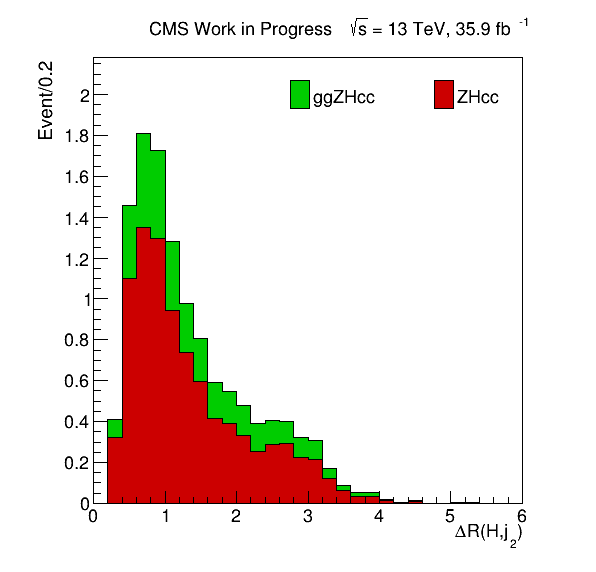 CMS Work in Progress √s = 13 TeV, 35.9 fb⁻¹
Event/0.2
ggZHcc ZHcc
2
1.8
1.6
1.4
1.2
1
0.8
0.6
0.4
0.2
0
0 1 2 3 4 5 6
ΔR(H,j₂)